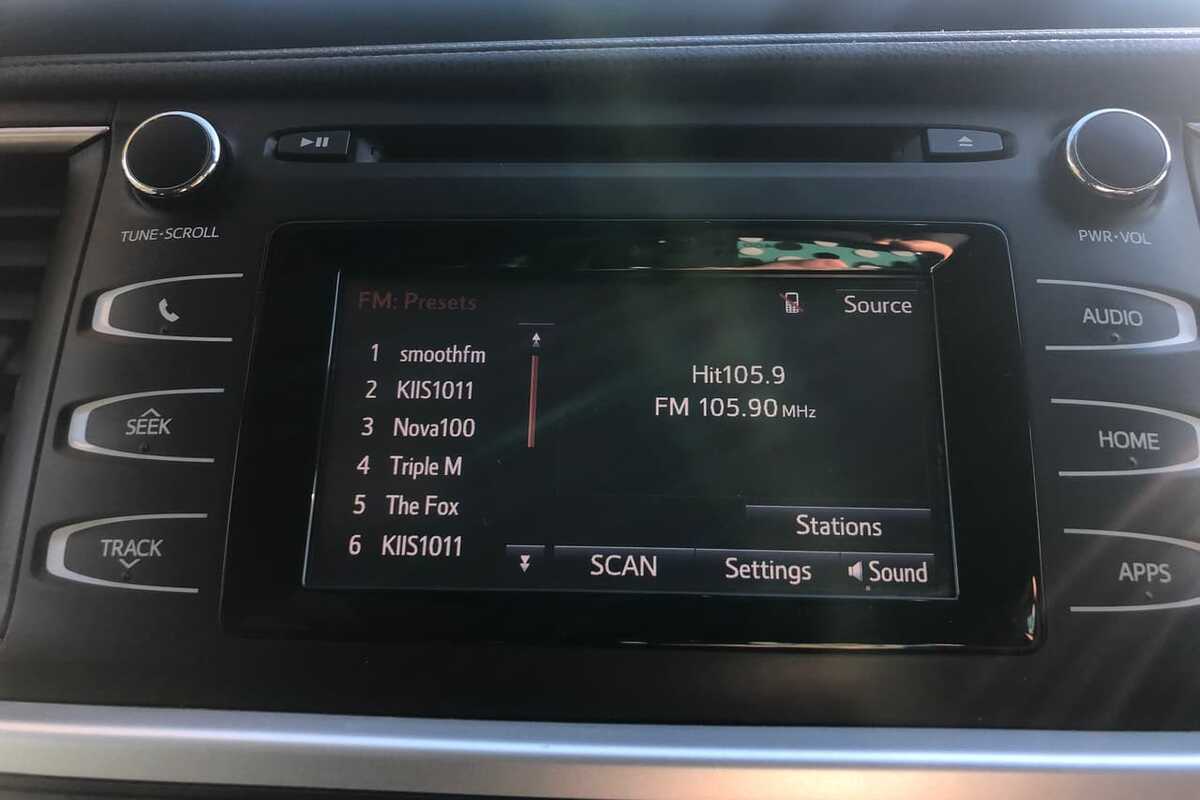 TUNE·SCROLL
PWR·VOL
SEEK
TRACK
AUDIO
HOME
APPS
FM: Presets
Source
1 smoothfm
2 KIIS1011
3 Nova100
4 Triple M
5 The Fox
6 KIIS1011
Hit105.9
FM 105.90 MHz
Stations
SCAN
Settings
Sound